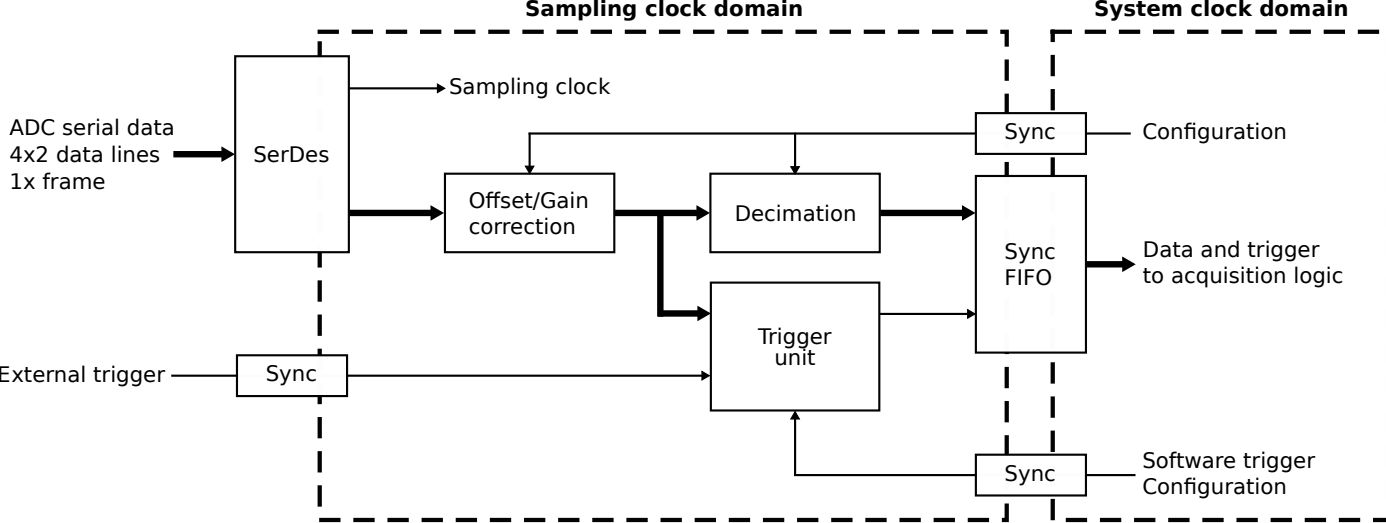 Sampling clock domain
System clock domain
Sampling clock
ADC serial data
4x2 data lines
1x frame
SerDes
Sync
Configuration
Offset/Gain
correction
Decimation
Sync
FIFO
Data and trigger
to acquisition logic
Trigger
unit
External trigger
Sync
Sync
Software trigger
Configuration